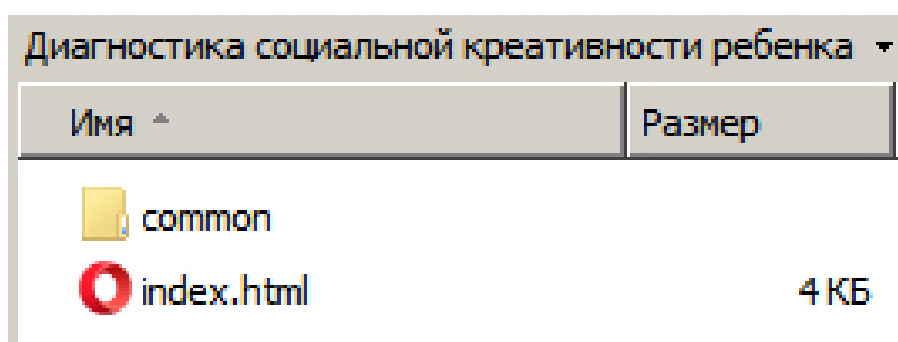 Диагностика социальной креативности ребенка
Имя Размер
common
index.html 4 КБ